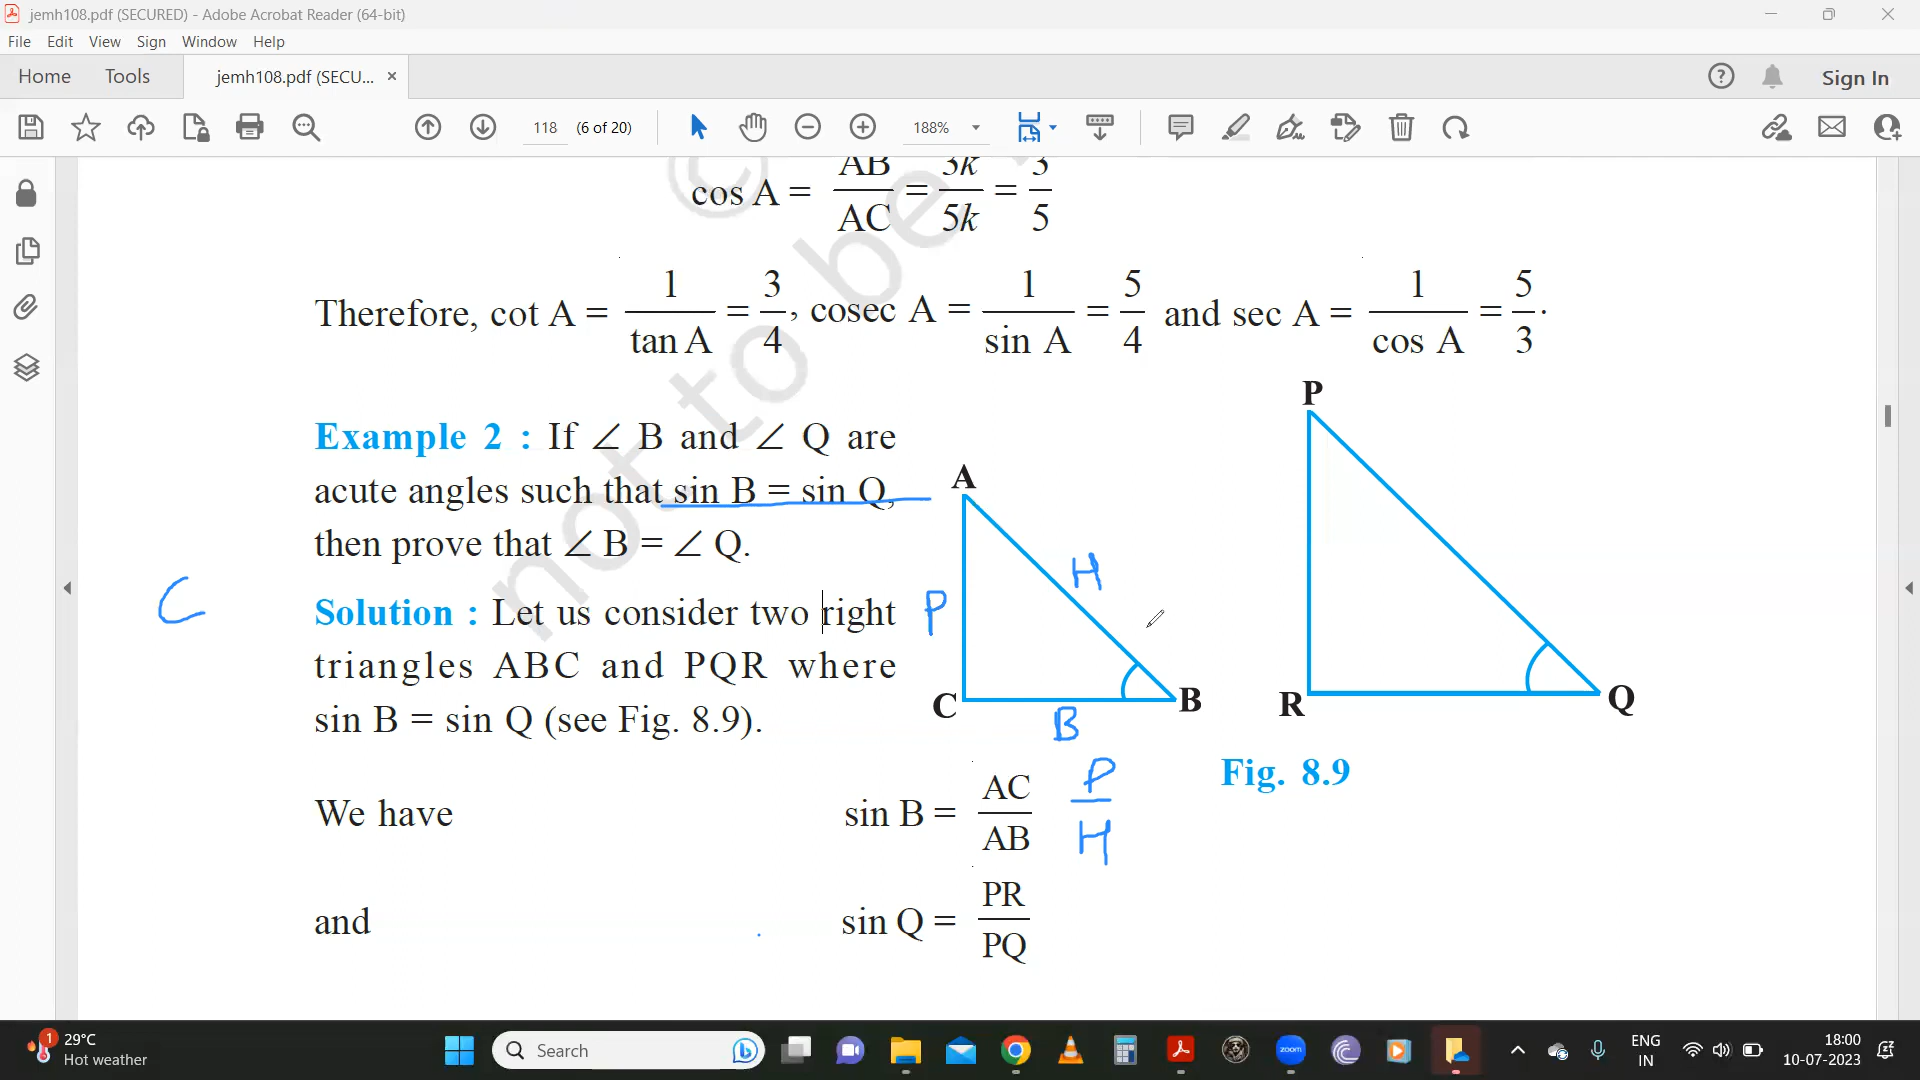 jemh108.pdf (SECURED) - Adobe Acrobat Reader (64-bit)
File Edit View Sign Window Help
Home Tools jemh108.pdf (SECU... × Sign In
118 (6 of 20) 188%
cos A = AB/AC = 3k/5k = 3/5
Therefore, cot A = 1/tan A = 3/4, cosec A = 1/sin A = 5/4 and sec A = 1/cos A = 5/3.
Example 2 : If ∠ B and ∠ Q are
acute angles such that sin B = sin Q,
then prove that ∠ B = ∠ Q.
Solution : Let us consider two right
triangles ABC and PQR where
sin B = sin Q (see Fig. 8.9).
C
A
H
P
C
B
B
P
R
Q
Fig. 8.9
We have sin B = AC/AB P/H
and sin Q = PR/PQ
not to be
©
1
29°C
Hot weather
Search
zoom
ENG
IN
18:00
10-07-2023